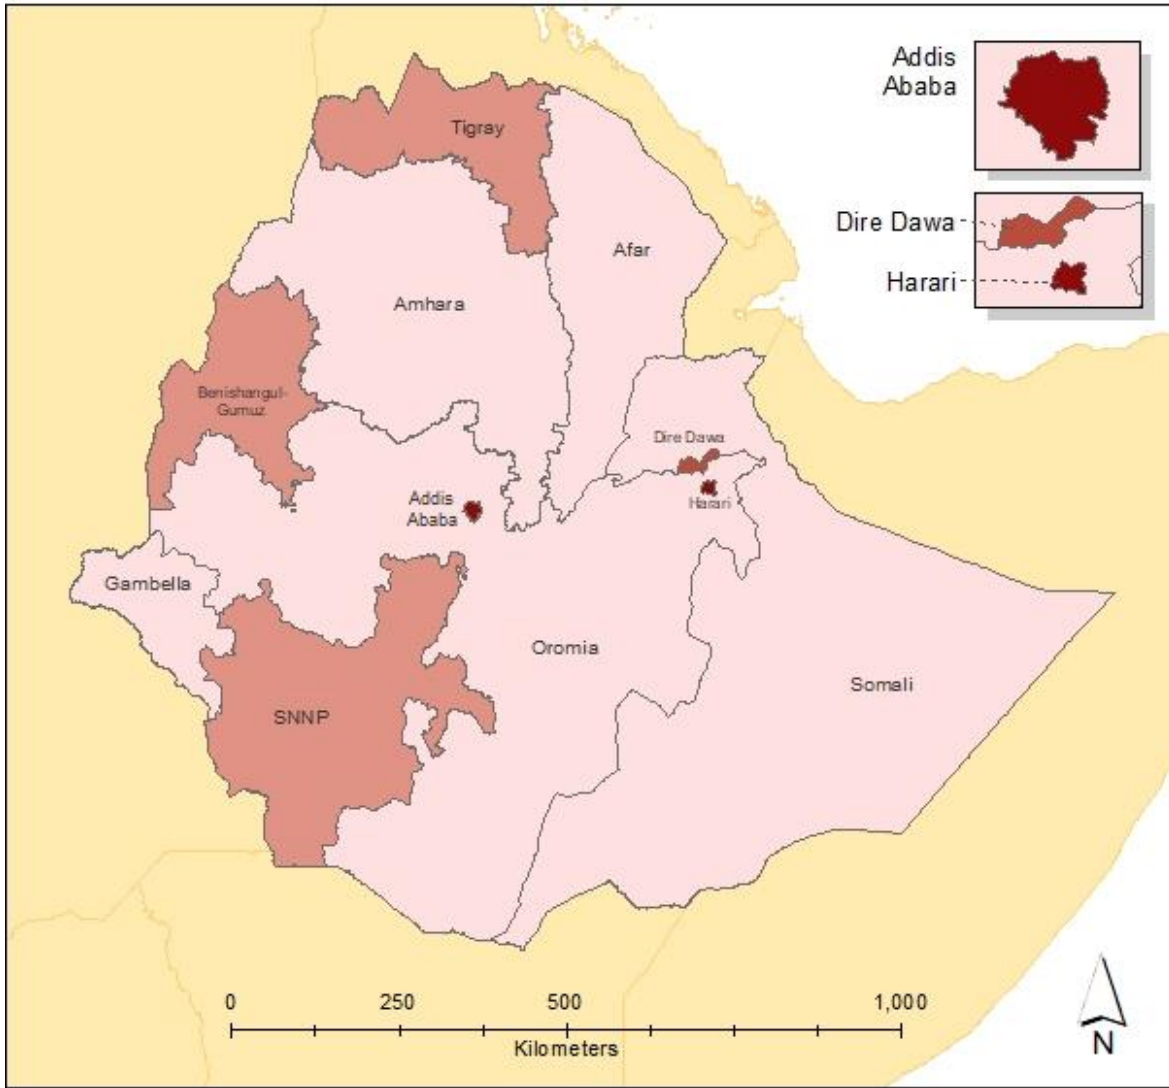 Addis
Ababa
Dire Dawa
Harari
Tigray
Afar
Amhara
Benishangul-
Gumuz
Dire Dawa
Harari
Addis
Ababa
Gambella
Oromia
Somali
SNNP
0 250 500 1,000
Kilometers
N